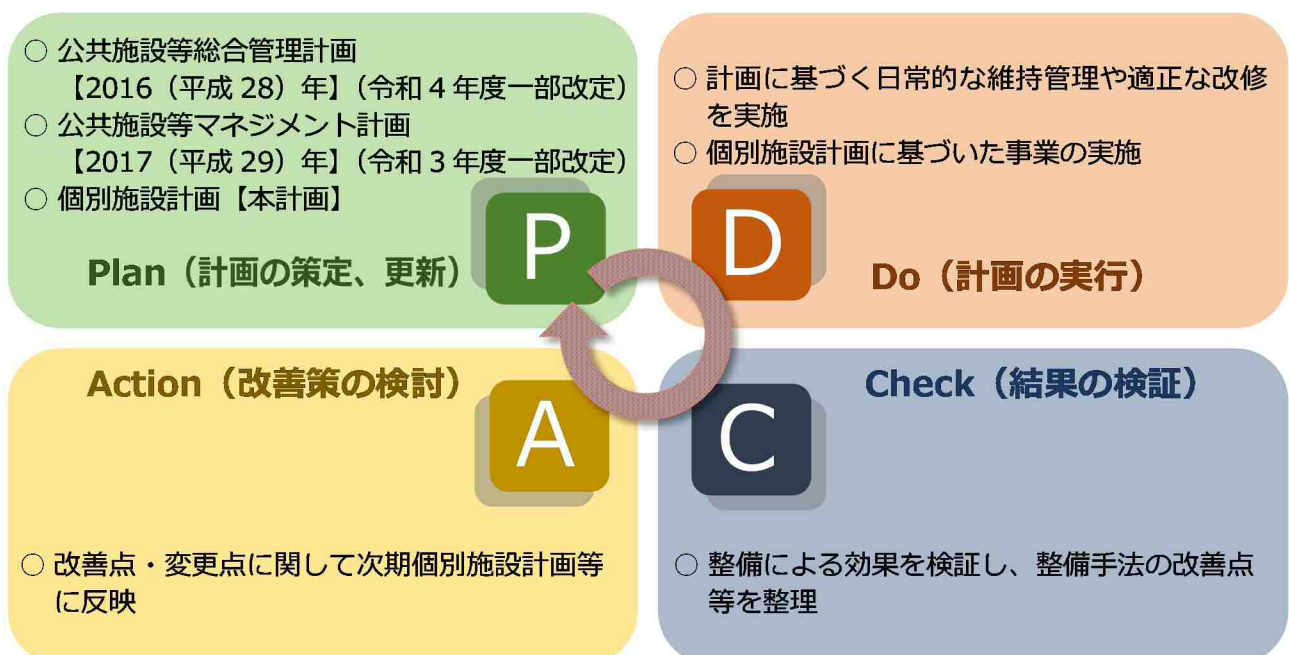 ○ 公共施設等総合管理計画
【2016（平成 28）年】（令和 4 年度一部改定）
○ 公共施設等マネジメント計画
【2017（平成 29）年】（令和 3 年度一部改定）
○ 個別施設計画【本計画】
P
Plan（計画の策定、更新）
○ 計画に基づく日常的な維持管理や適正な改修
を実施
○ 個別施設計画に基づいた事業の実施
D
Do（計画の実行）
Action（改善策の検討）
A
○ 改善点・変更点に関して次期個別施設計画等
に反映
Check（結果の検証）
C
○ 整備による効果を検証し、整備手法の改善点
等を整理